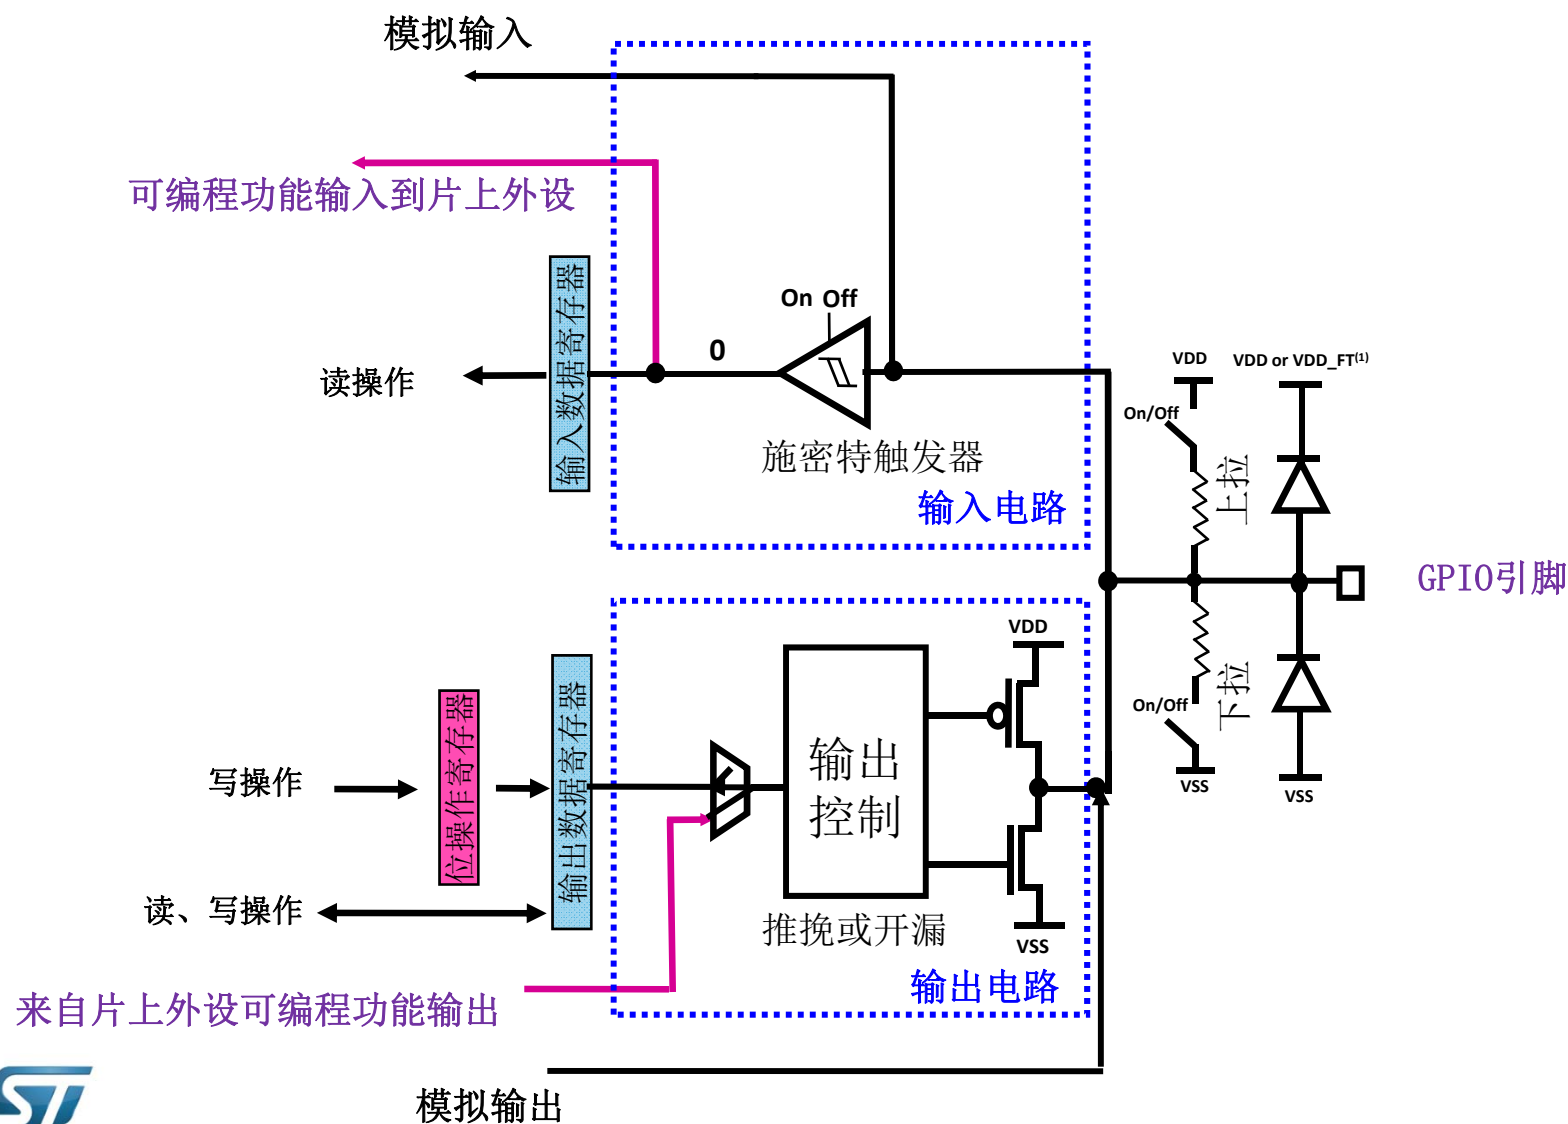 模拟输入
可编程功能输入到片上外设
On Off
0
输入数据寄存器
读操作
施密特触发器
输入电路
VDD
VDD or VDD_FT(1)
On/Off
上拉
GPIO引脚
VDD
On/Off
下拉
VSS
VSS
位操作寄存器
输出数据寄存器
写操作
输出
控制
读、写操作
推挽或开漏
VSS
输出电路
来自片上外设可编程功能输出
模拟输出
ST